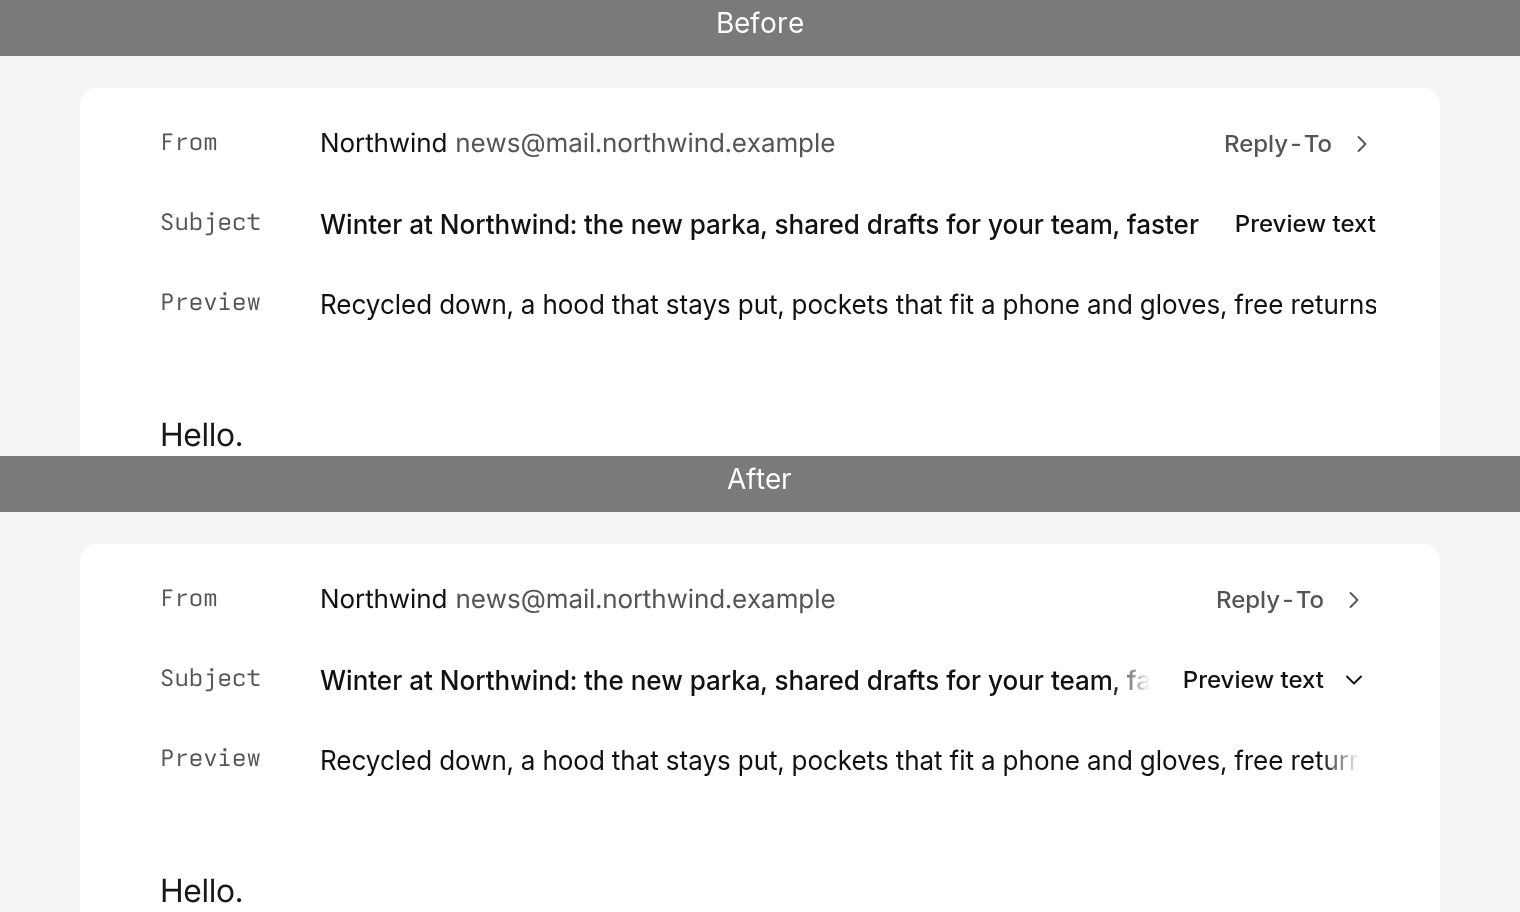 Before
From Northwind news@mail.northwind.example Reply-To
Subject Winter at Northwind: the new parka, shared drafts for your team, faster Preview text
Preview Recycled down, a hood that stays put, pockets that fit a phone and gloves, free returns
Hello.
After
From Northwind news@mail.northwind.example Reply-To
Subject Winter at Northwind: the new parka, shared drafts for your team, fa Preview text
Preview Recycled down, a hood that stays put, pockets that fit a phone and gloves, free return
Hello.